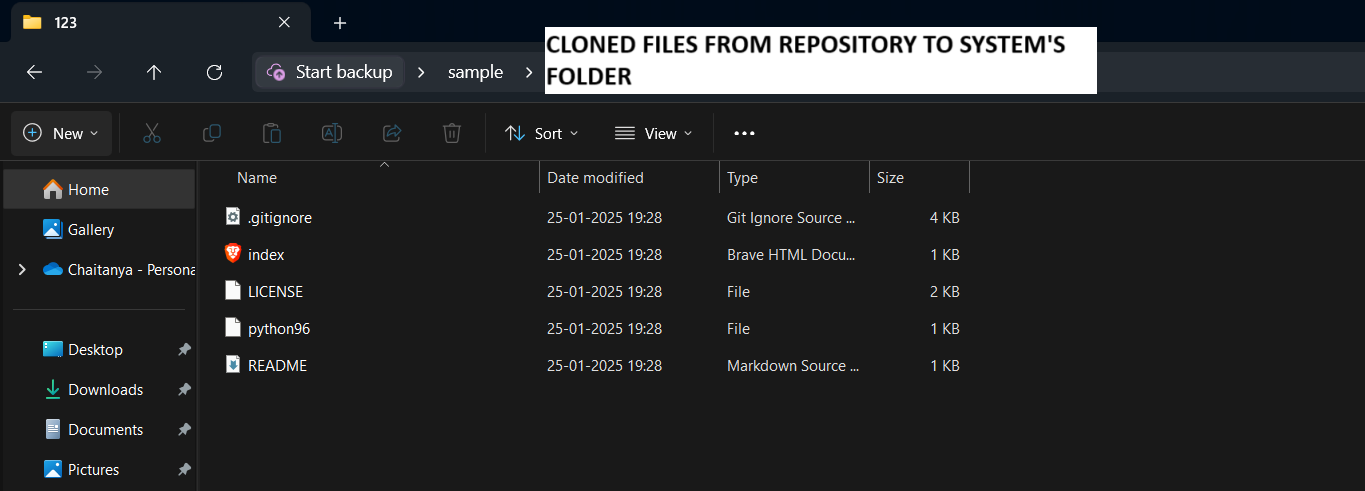 123
CLONED FILES FROM REPOSITORY TO SYSTEM'S
FOLDER
Start backup
sample
New
Sort
View
Name Date modified Type Size
Home
Gallery
Chaitanya - Persona
Desktop
Downloads
Documents
Pictures
.gitignore 25-01-2025 19:28 Git Ignore Source ... 4 KB
index 25-01-2025 19:28 Brave HTML Docu... 1 KB
LICENSE 25-01-2025 19:28 File 2 KB
python96 25-01-2025 19:28 File 1 KB
README 25-01-2025 19:28 Markdown Source ... 1 KB